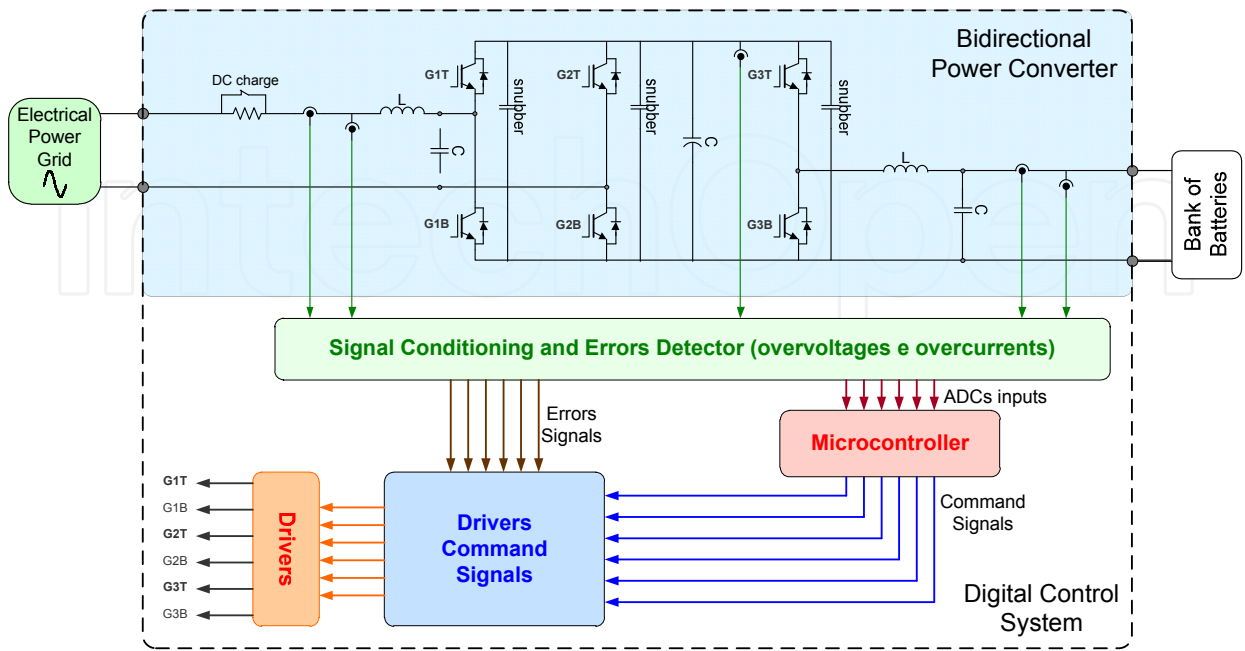 Bidirectional
Power Converter
DC charge
L
G1T
G2T
G3T
snubber
snubber
snubber
Electrical
Power
Grid
C
C
L
G1B
G2B
G3B
C
Bank of
Batteries
IntechOpen
Signal Conditioning and Errors Detector (overvoltages e overcurrents)
Errors
Signals
ADCs inputs
Microcontroller
Command
Signals
Drivers
Command
Signals
Drivers
G1T
G1B
G2T
G2B
G3T
G3B
Digital Control
System